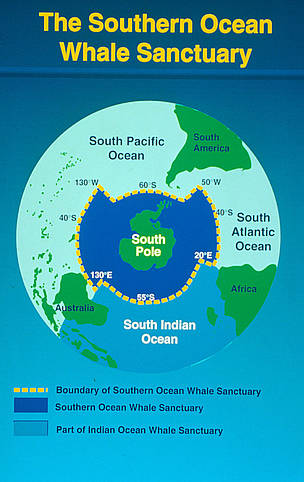 The Southern Ocean
Whale Sanctuary
South Pacific
Ocean
South
America
130°W
60°S
50°W
40°S
40°S
South
Atlantic
Ocean
South
Pole
20°E
130°E
55°S
Africa
Australia
South Indian
Ocean
Boundary of Southern Ocean Whale Sanctuary
Southern Ocean Whale Sanctuary
Part of Indian Ocean Whale Sanctuary